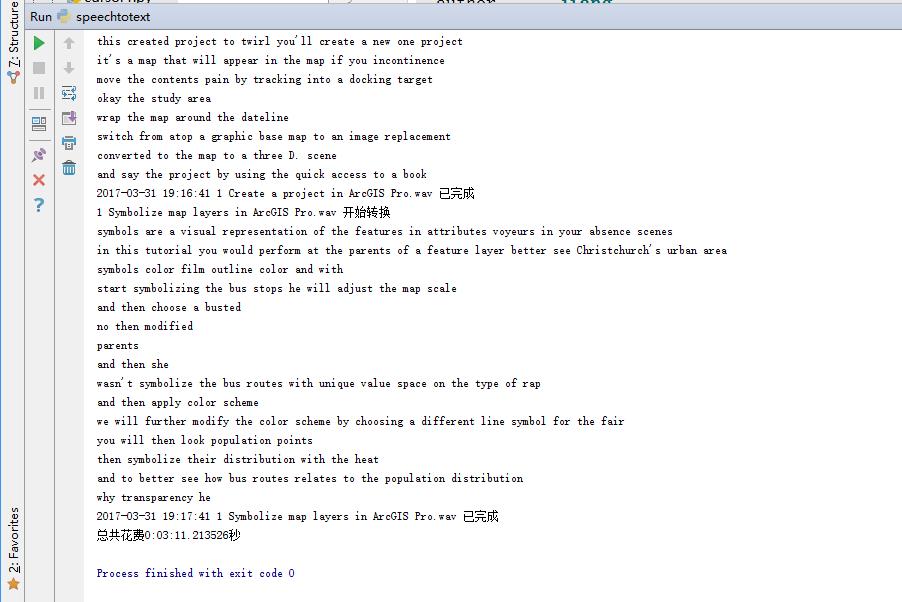 Run speechtotext
7: Structure
this created project to twirl you'll create a new one project
it's a map that will appear in the map if you incontinence
move the contents pain by tracking into a docking target
okay the study area
wrap the map around the dateline
switch from atop a graphic base map to an image replacement
converted to the map to a three D. scene
and say the project by using the quick access to a book
2017-03-31 19:16:41 1 Create a project in ArcGIS Pro.wav 已完成
1 Symbolize map layers in ArcGIS Pro.wav 开始转换
symbols are a visual representation of the features in attributes voyeurs in your absence scenes
in this tutorial you would perform at the parents of a feature layer better see Christchurch's urban area
symbols color film outline color and with
start symbolizing the bus stops he will adjust the map scale
and then choose a busted
no then modified
parents
and then she
wasn't symbolize the bus routes with unique value space on the type of rap
and then apply color scheme
we will further modify the color scheme by choosing a different line symbol for the fair
you will then look population points
then symbolize their distribution with the heat
and to better see how bus routes relates to the population distribution
why transparency he
2017-03-31 19:17:41 1 Symbolize map layers in ArcGIS Pro.wav 已完成
总共花费0:03:11.213526秒
Process finished with exit code 0
2: Favorites